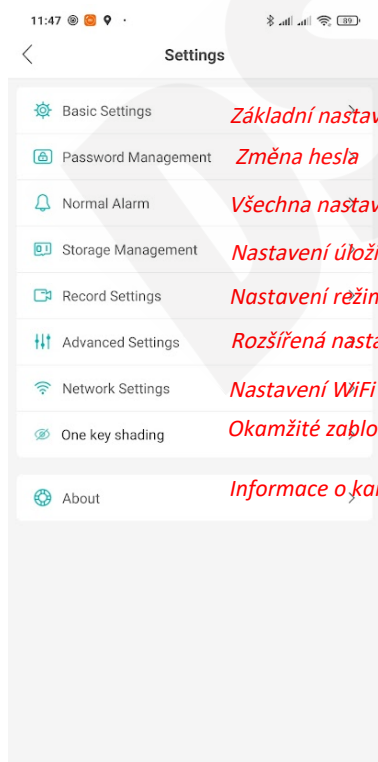 11:47
89
Settings
Basic Settings Základní nastav
Password Management Změna hesla
Normal Alarm Všechna nastav
Storage Management Nastavení úloži
Record Settings Nastavení režim
Advanced Settings Rozšířená nasta
Network Settings Nastavení WiFi
One key shading Okamžité zablo
About Informace o ka